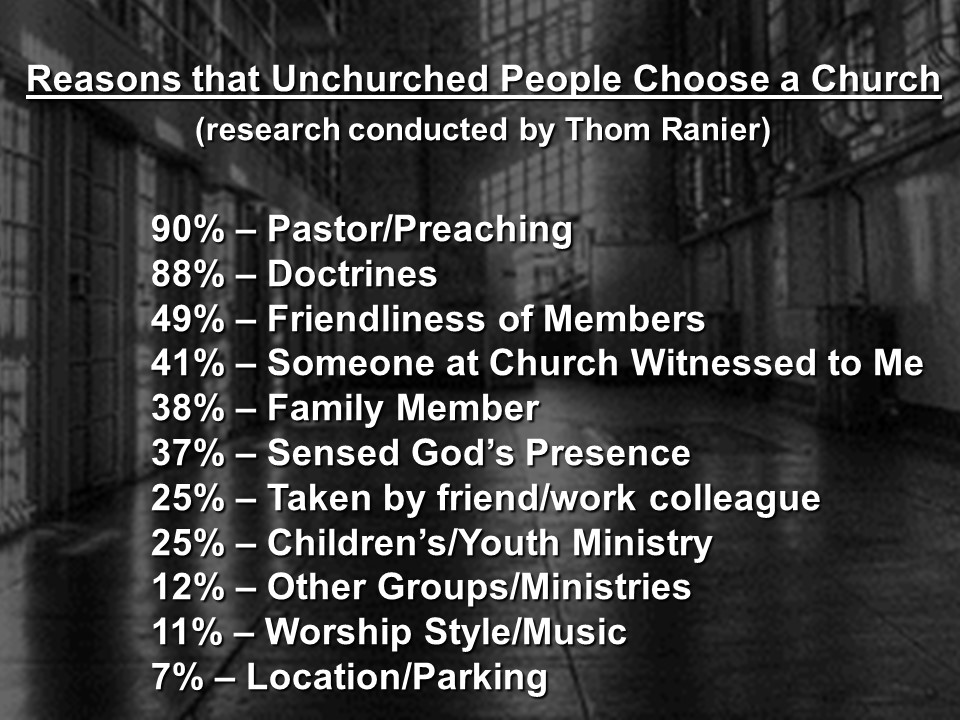 Reasons that Unchurched People Choose a Church
(research conducted by Thom Ranier)
90% – Pastor/Preaching
88% – Doctrines
49% – Friendliness of Members
41% – Someone at Church Witnessed to Me
38% – Family Member
37% – Sensed God’s Presence
25% – Taken by friend/work colleague
25% – Children’s/Youth Ministry
12% – Other Groups/Ministries
11% – Worship Style/Music
7% – Location/Parking